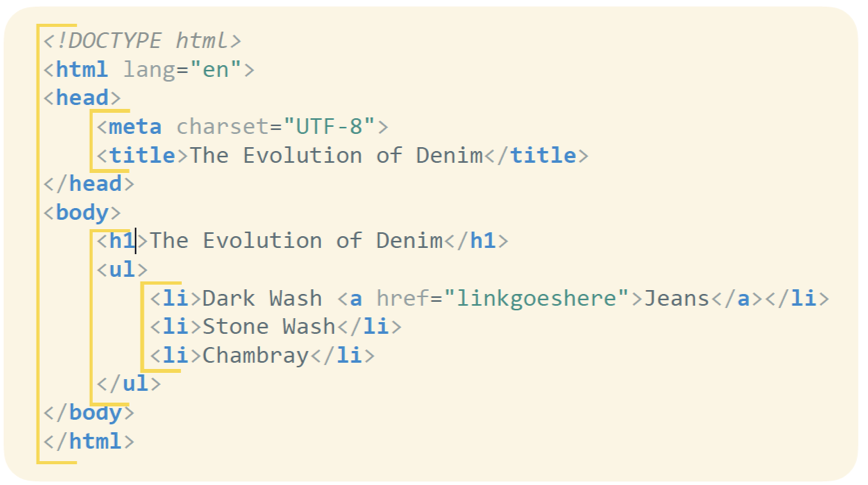 <!DOCTYPE html>
<html lang="en">
<head>
    <meta charset="UTF-8">
    <title>The Evolution of Denim</title>
</head>
<body>
    <h1>The Evolution of Denim</h1>
    <ul>
        <li>Dark Wash <a href="linkgoeshere">Jeans</a></li>
        <li>Stone Wash</li>
        <li>Chambray</li>
    </ul>
</body>
</html>